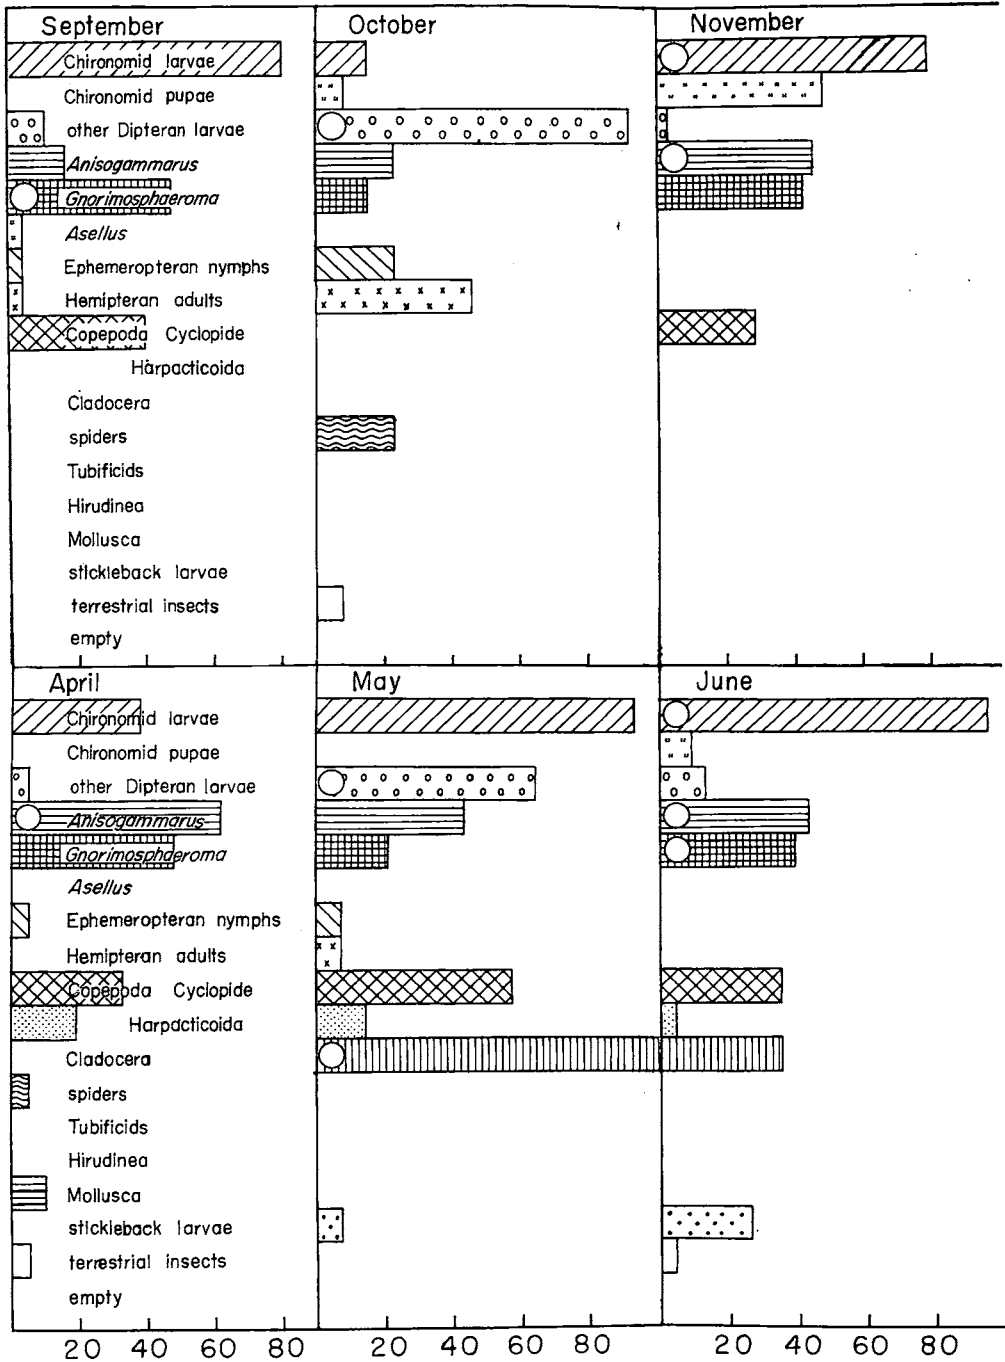 September October November
Chironomid larvae
Chironomid pupae
other Dipteran larvae
Anisogammarus
Gnorimosphaeroma
Asellus
Ephemeropteran nymphs
Hemipteran adults
Copepoda Cyclopide
Harpacticoida
Cladocera
spiders
Tubificids
Hirudinea
Mollusca
stickleback larvae
terrestrial insects
empty
April May June
Chironomid larvae
Chironomid pupae
other Dipteran larvae
Anisogammarus
Gnorimosphaeroma
Asellus
Ephemeropteran nymphs
Hemipteran adults
Copepoda Cyclopide
Harpacticoida
Cladocera
spiders
Tubificids
Hirudinea
Mollusca
stickleback larvae
terrestrial insects
empty
20 40 60 80 20 40 60 80 20 40 60 80